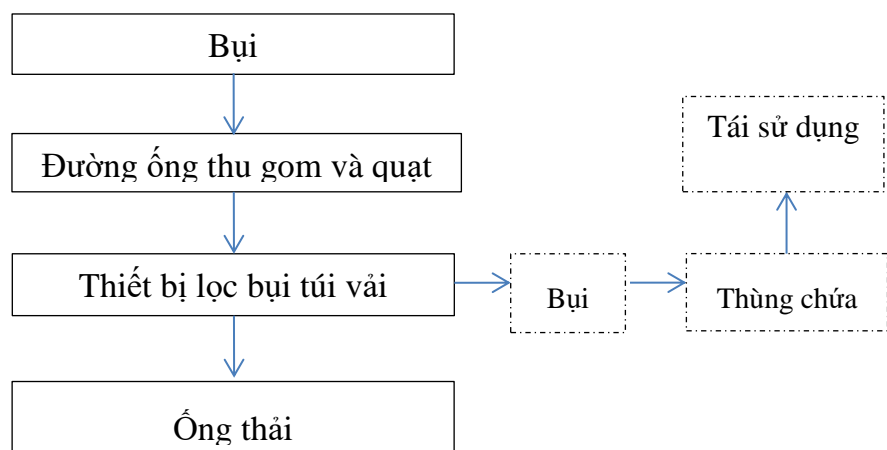 Bụi
Tái sử dụng
Đường ống thu gom và quạt
Thiết bị lọc bụi túi vải
Bụi
Thùng chứa
Ống thải